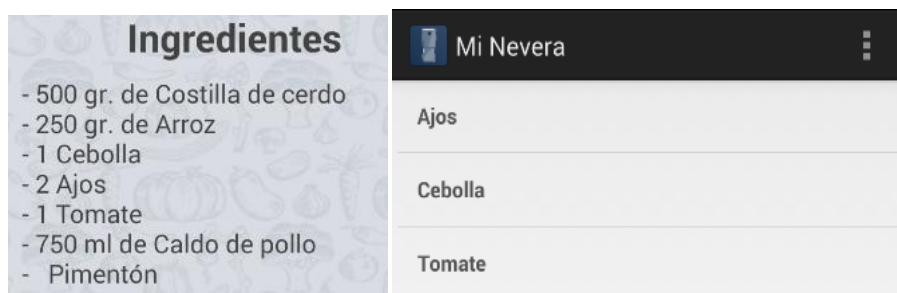 Ingredientes
- 500 gr. de Costilla de cerdo
- 250 gr. de Arroz
- 1 Cebolla
- 2 Ajos
- 1 Tomate
- 750 ml de Caldo de pollo
- Pimentón
Mi Nevera
Ajos
Cebolla
Tomate